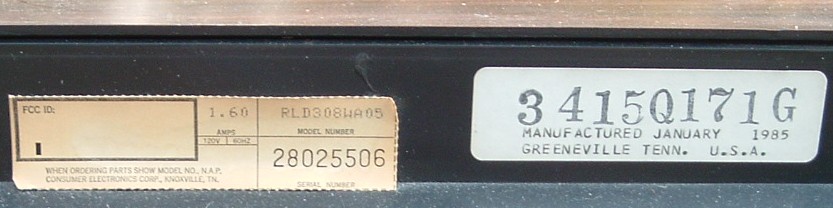 FCC ID:
1.60
AMPS
120V 60HZ
RLD308WA05
MODEL NUMBER
28025506
SERIAL NUMBER
WHEN ORDERING PARTS SHOW MODEL NO., N.A.P.
CONSUMER ELECTRONICS CORP., KNOXVILLE, TN.
3415Q171G
MANUFACTURED JANUARY 1985
GREENEVILLE TENN. U.S.A.